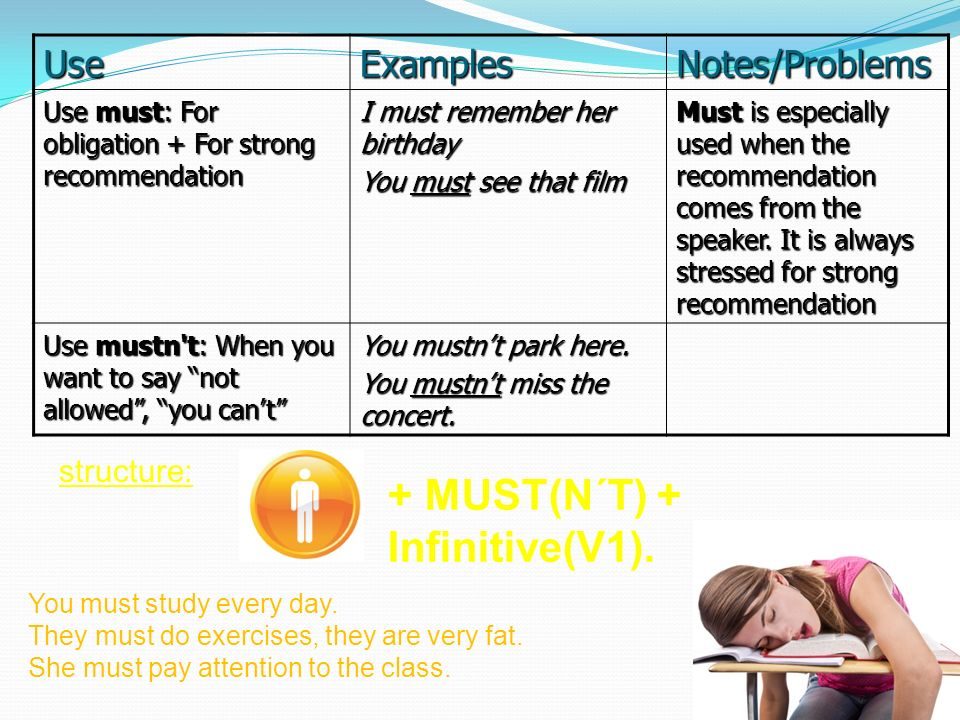 Use Examples Notes/Problems
Use must: For
obligation + For strong
recommendation
I must remember her
birthday
You must see that film
Must is especially
used when the
recommendation
comes from the
speaker. It is always
stressed for strong
recommendation
Use mustn't: When you
want to say “not
allowed”, “you can’t”
You mustn’t park here.
You mustn’t miss the
concert.
structure:
+ MUST(N´T) +
Infinitive(V1).
You must study every day.
They must do exercises, they are very fat.
She must pay attention to the class.